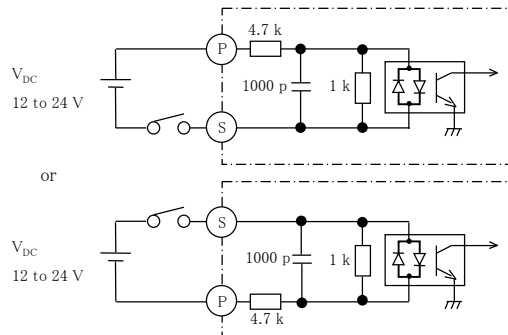 4.7 k
P
V_DC
12 to 24 V
1000 p
1 k
S
or
S
V_DC
12 to 24 V
1000 p
1 k
P
4.7 k